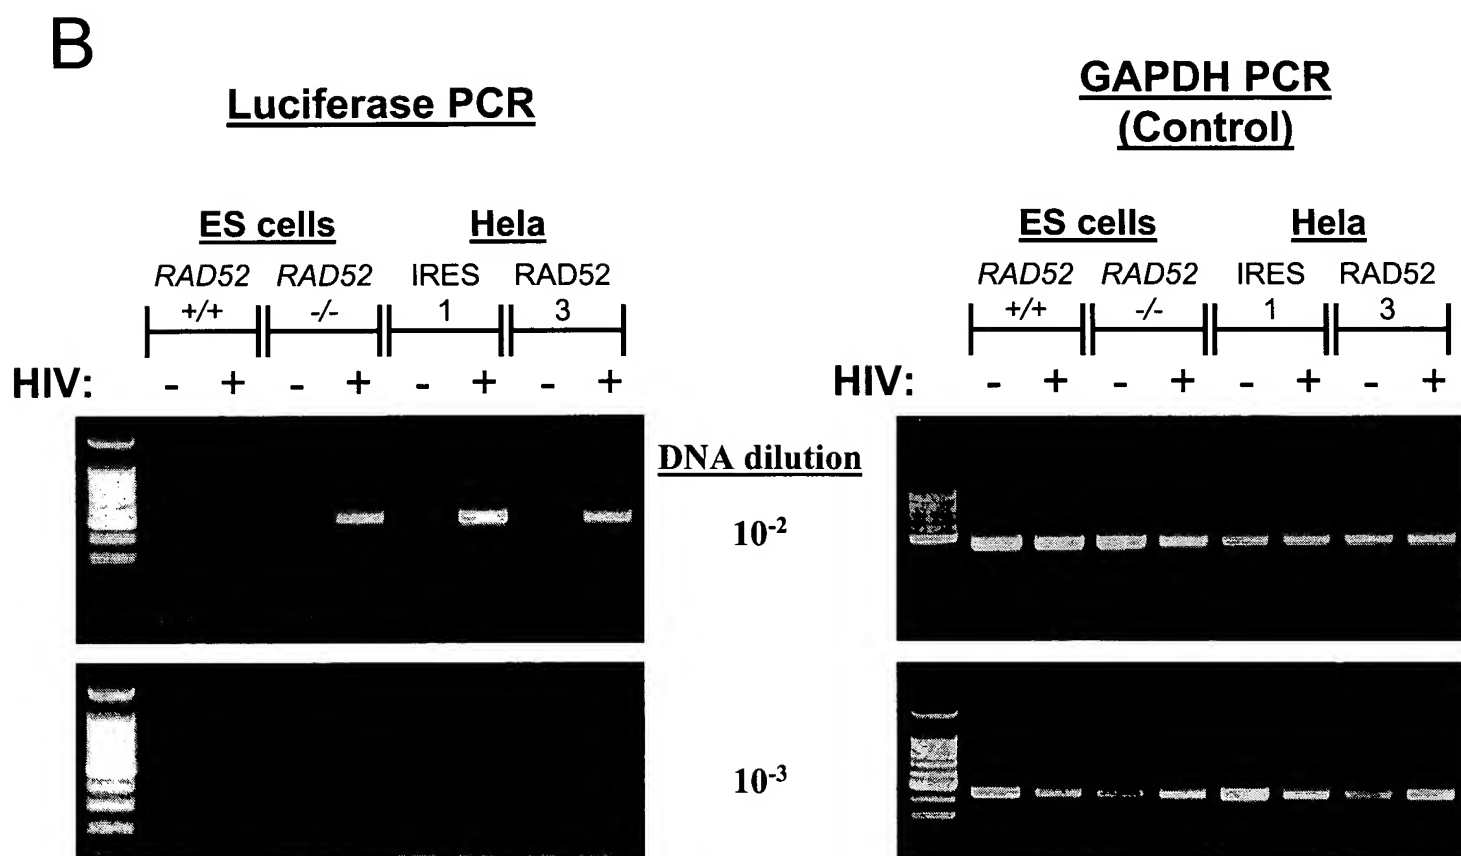 B
Luciferase PCR
ES cells Hela
RAD52 RAD52 IRES RAD52
+/+ -/- 1 3
HIV: - + - + - + - +
GAPDH PCR
(Control)
ES cells Hela
RAD52 RAD52 IRES RAD52
+/+ -/- 1 3
HIV: - + - + - + - +
DNA dilution
10-2
10-3